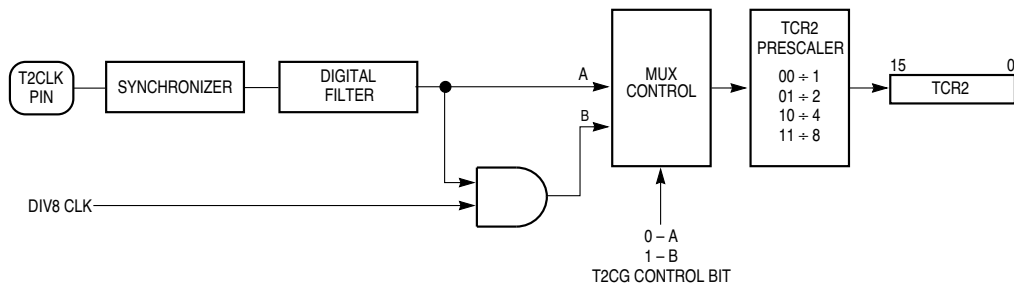 T2CLK
PIN
SYNCHRONIZER
DIGITAL
FILTER
A
B
MUX
CONTROL
TCR2
PRESCALER
00 ÷ 1
01 ÷ 2
10 ÷ 4
11 ÷ 8
15 0
TCR2
DIV8 CLK
0 – A
1 – B
T2CG CONTROL BIT